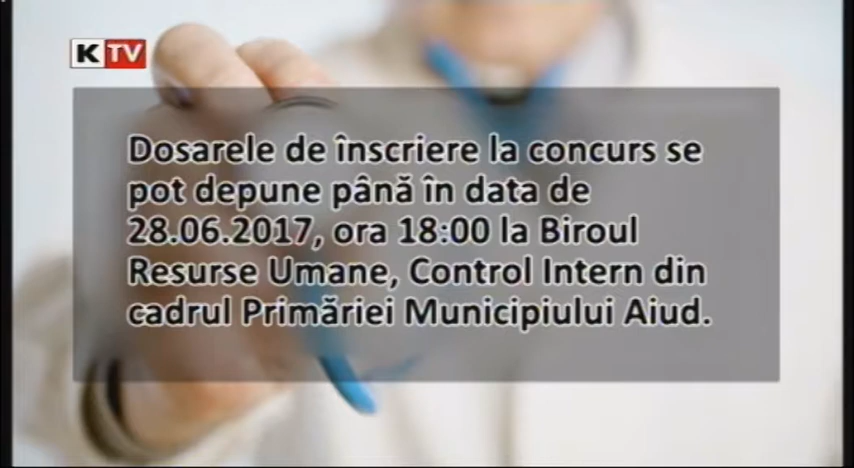 KTV
Dosarele de înscriere la concurs se
pot depune până în data de
28.06.2017, ora 18:00 la Biroul
Resurse Umane, Control Intern din
cadrul Primăriei Municipiului Aiud.